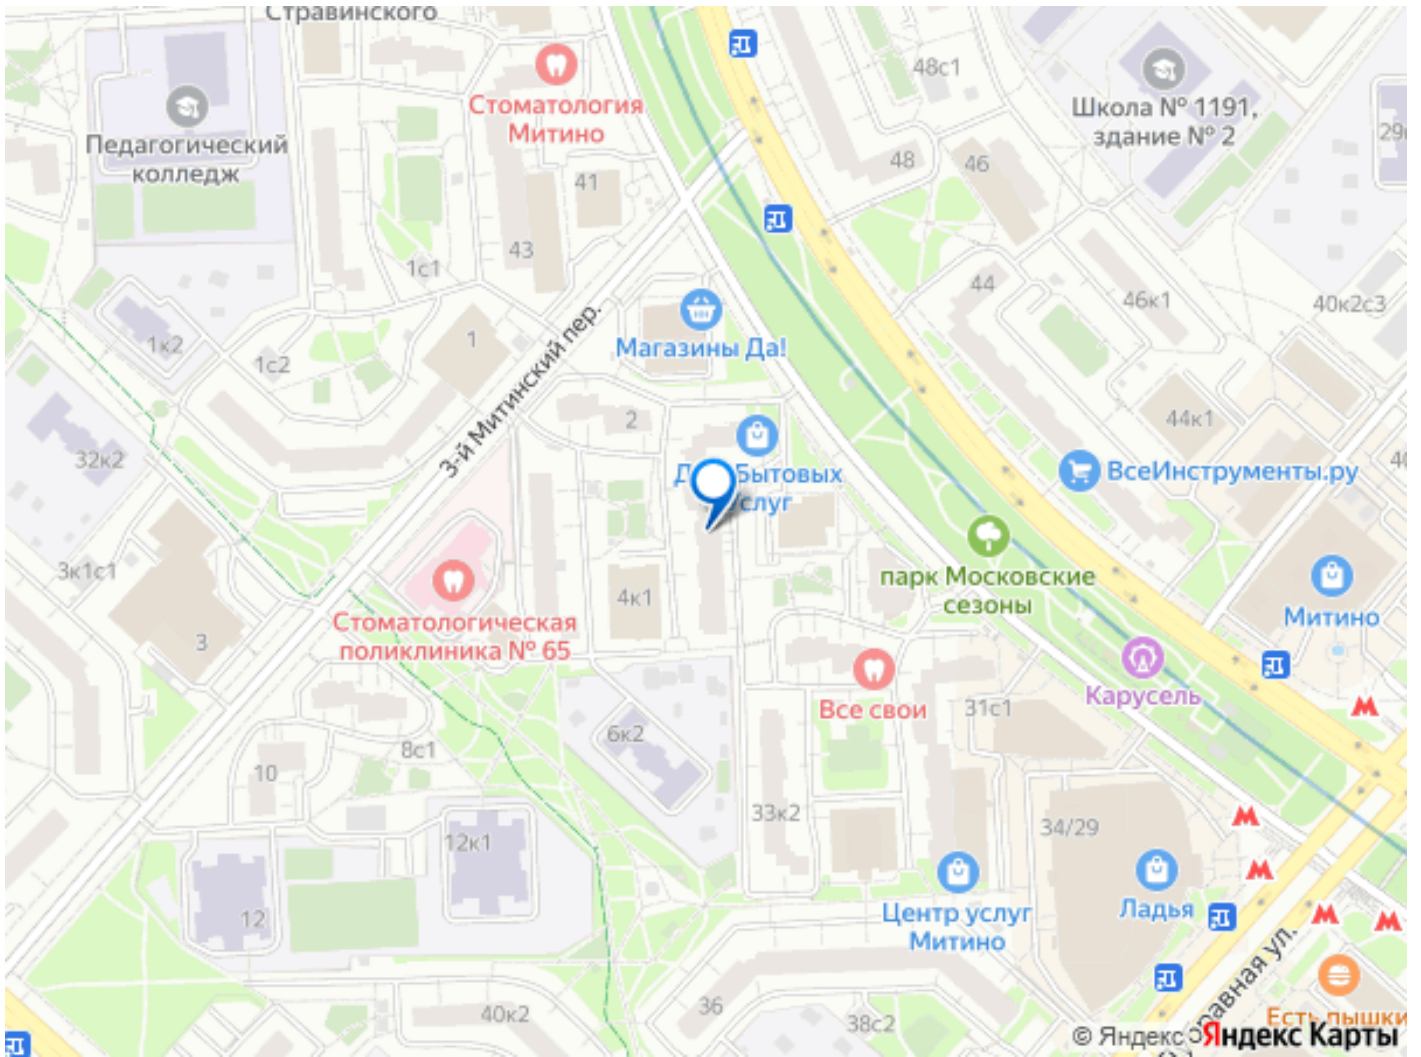 Стравинского
48с1
Стоматология
Митино
Школа № 1191,
здание № 2
Педагогический
колледж
48
46
41
43
1с1
44
46к1
40к2с3
1
1к2
1с2
Магазины Да!
3-й Митинский пер.
2
44к1
32к2
Бытовых
ВсеИнструменты.ру
3к1с1
4к1
парк Московские
сезоны
Митино
3
Стоматологическая
поликлиника № 65
Карусель
Все свои
31с1
6к2
8с1
10
33к2
34/29
12к1
12
Центр услуг
Митино
Ладья
36
38с2
40к2
Есть пышки
© Яндекс
Яндекс Карты